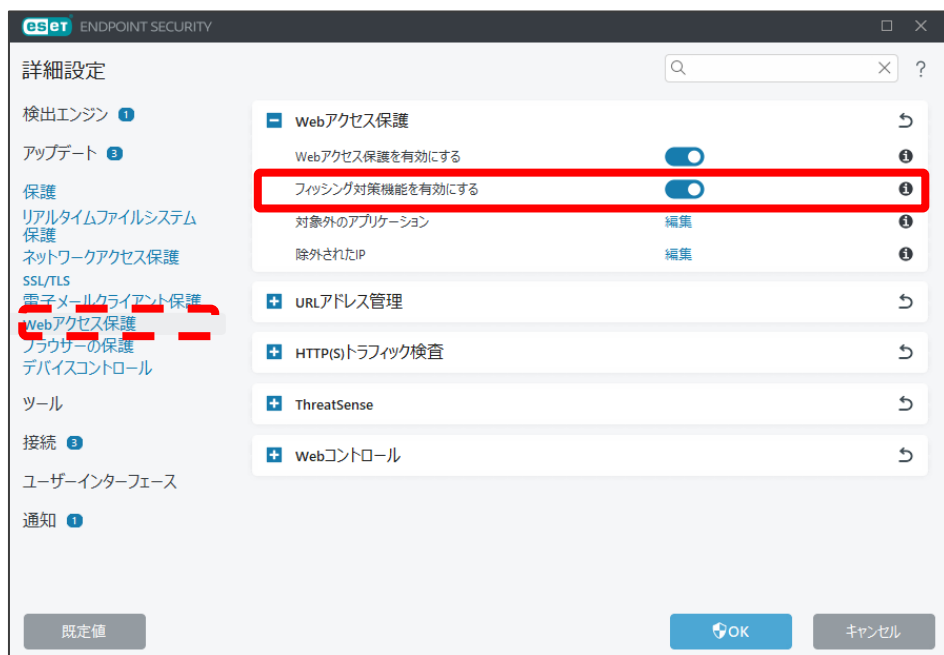 eset ENDPOINT SECURITY
詳細設定
?
検出エンジン 1
アップデート 3
保護
リアルタイムファイルシステム
保護
ネットワークアクセス保護
SSL/TLS
電子メールクライアント保護
Webアクセス保護
ブラウザーの保護
デバイスコントロール
ツール
接続 3
ユーザーインターフェース
通知 1
Webアクセス保護
Webアクセス保護を有効にする
フィッシング対策機能を有効にする
対象外のアプリケーション 編集
除外されたIP 編集
URLアドレス管理
HTTP(S)トラフィック検査
ThreatSense
Webコントロール
既定値
OK
キャンセル